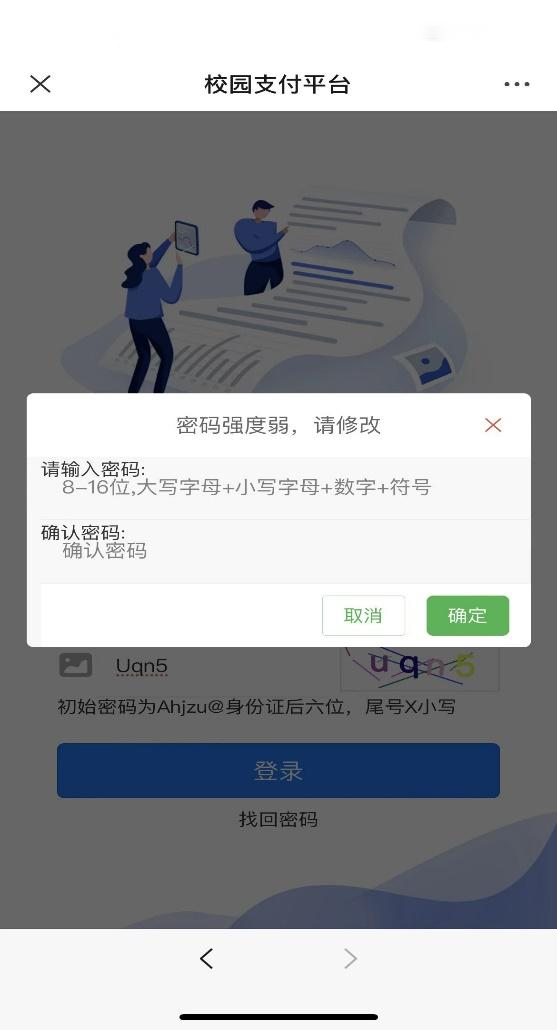 校园支付平台
密码强度弱，请修改
请输入密码:
8-16位,大写字母+小写字母+数字+符号
确认密码:
确认密码
取消
确定
Uqn5
uqn5
初始密码为Ahjzu@身份证后六位，尾号X小写
登录
找回密码